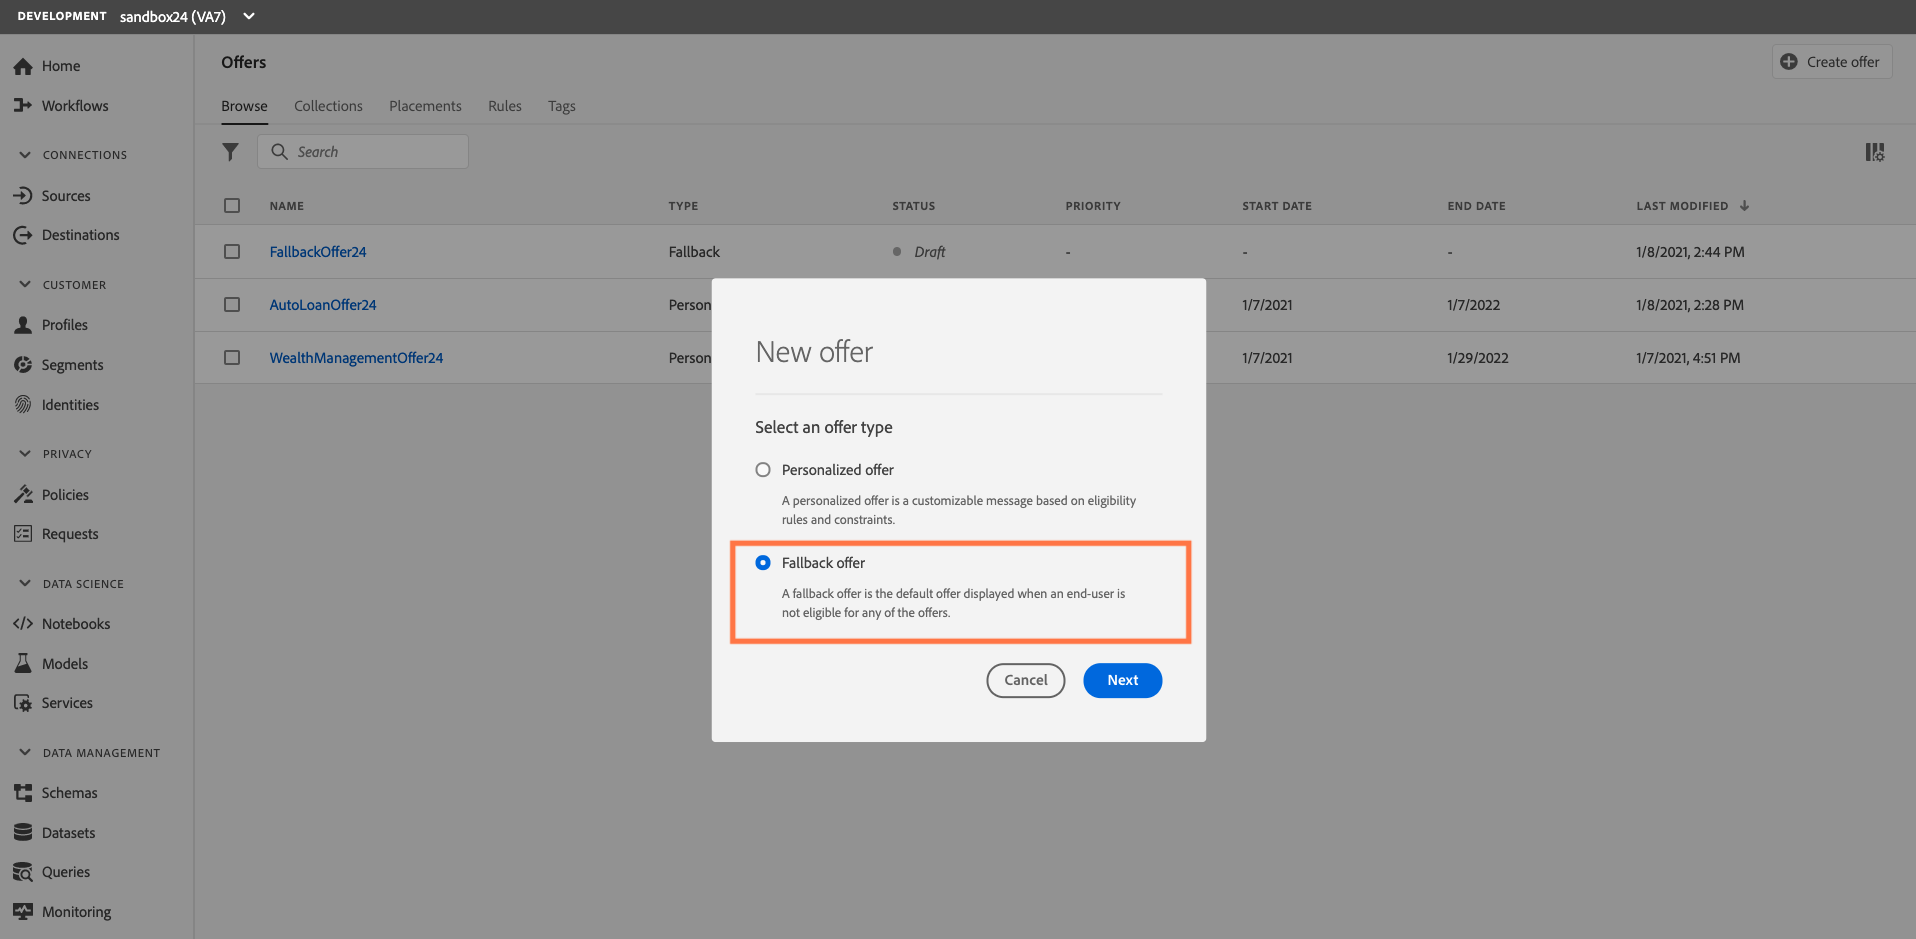 DEVELOPMENT sandbox24 (VA7)
Home
Workflows
CONNECTIONS
Sources
Destinations
CUSTOMER
Profiles
Segments
Identities
PRIVACY
Policies
Requests
DATA SCIENCE
Notebooks
Models
Services
DATA MANAGEMENT
Schemas
Datasets
Queries
Monitoring
Offers
Create offer
Browse Collections Placements Rules Tags
Search
NAME TYPE STATUS PRIORITY START DATE END DATE LAST MODIFIED
FallbackOffer24 Fallback Draft - - - 1/8/2021, 2:44 PM
AutoLoanOffer24 Person 1/7/2021 1/7/2022 1/8/2021, 2:28 PM
WealthManagementOffer24 Person 1/7/2021 1/29/2022 1/7/2021, 4:51 PM
New offer
Select an offer type
Personalized offer
A personalized offer is a customizable message based on eligibility
rules and constraints.
Fallback offer
A fallback offer is the default offer displayed when an end-user is
not eligible for any of the offers.
Cancel Next